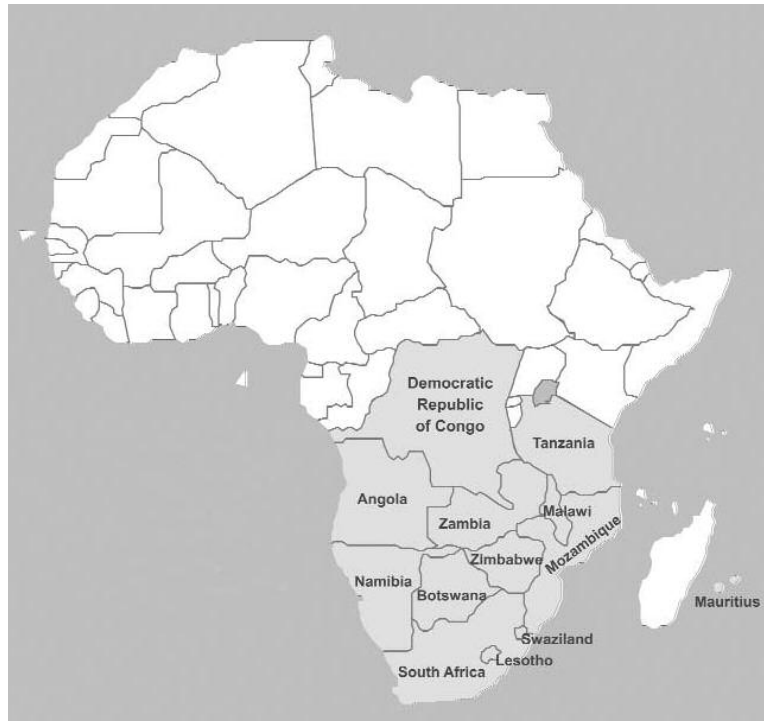 Democratic
Republic
of Congo
Tanzania
Angola
Malawi
Zambia
Mozambique
Zimbabwe
Namibia
Botswana
Mauritius
Swaziland
Lesotho
South Africa